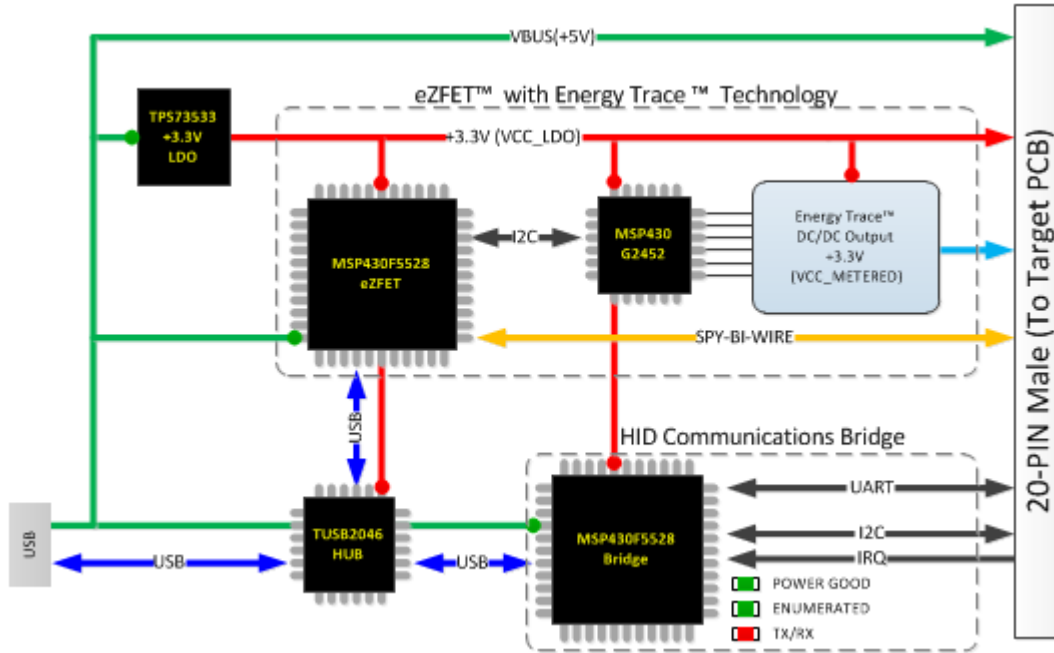 VBUS(+5V)
eZFET™ with Energy Trace ™ Technology
TPS73533
+3.3V
LDO
+3.3V (VCC_LDO)
MSP430F5528
eZFET
I2C
MSP430
G2452
Energy Trace™
DC/DC Output
+3.3V
(VCC_METERED)
SPY-BI-WIRE
USB
HID Communications Bridge
USB
TUSB2046
HUB
USB
USB
MSP430F5528
Bridge
UART
I2C
IRQ
POWER GOOD
ENUMERATED
TX/RX
20-PIN Male (To Target PCB)